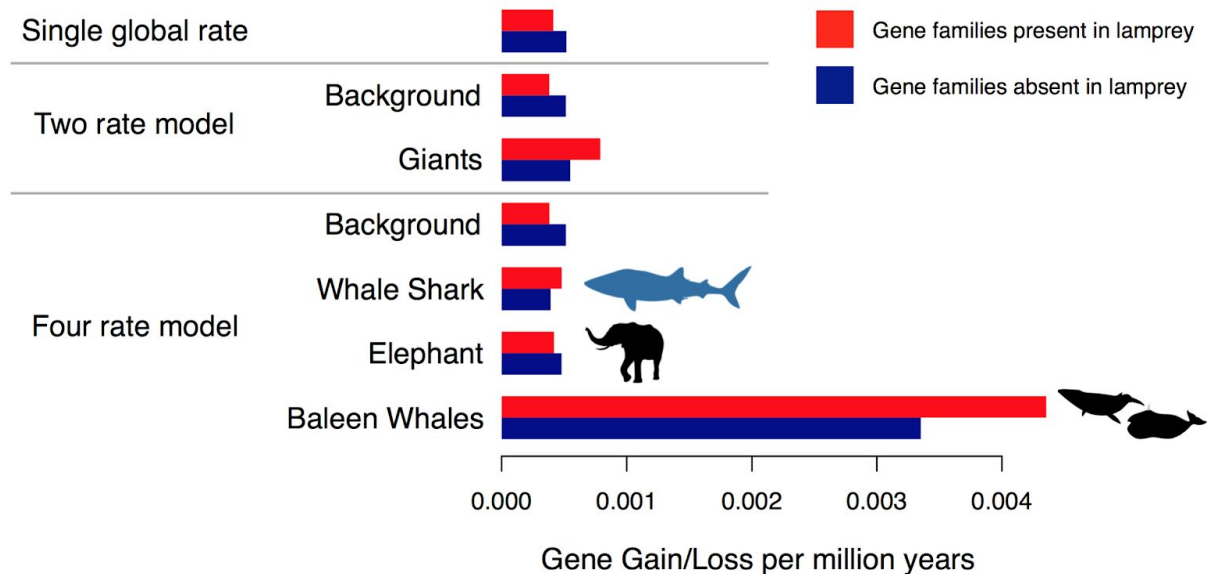 Single global rate
Gene families present in lamprey
Gene families absent in lamprey
Two rate model
Background
Giants
Four rate model
Background
Whale Shark
Elephant
Baleen Whales
0.000 0.001 0.002 0.003 0.004
Gene Gain/Loss per million years